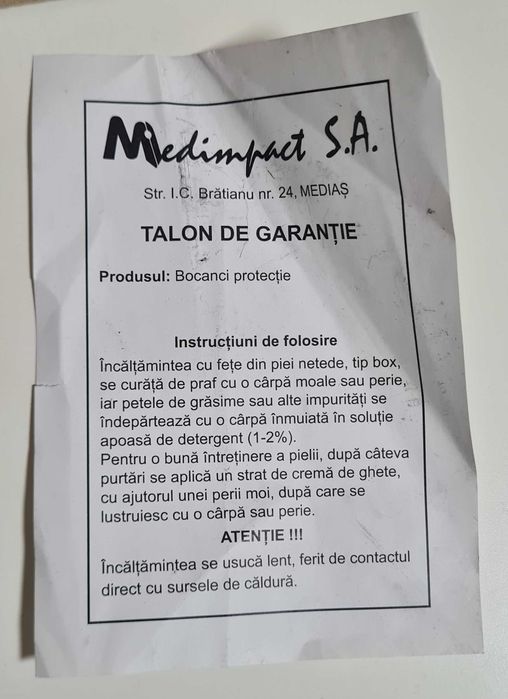 Medimpact S.A.
Str. I.C. Brătianu nr. 24, MEDIAȘ
TALON DE GARANȚIE
Produsul: Bocanci protecție
Instrucțiuni de folosire
Încălțămintea cu fețe din piei netede, tip box,
se curăță de praf cu o cârpă moale sau perie,
iar petele de grăsime sau alte impurități se
îndepărtează cu o cârpă înmuiată în soluție
apoasă de detergent (1-2%).
Pentru o bună întreținere a pielii, după câteva
purtări se aplică un strat de cremă de ghete,
cu ajutorul unei perii moi, după care se
lustruiesc cu o cârpă sau perie.
ATENȚIE !!!
Încălțămintea se usucă lent, ferit de contactul
direct cu sursele de căldură.